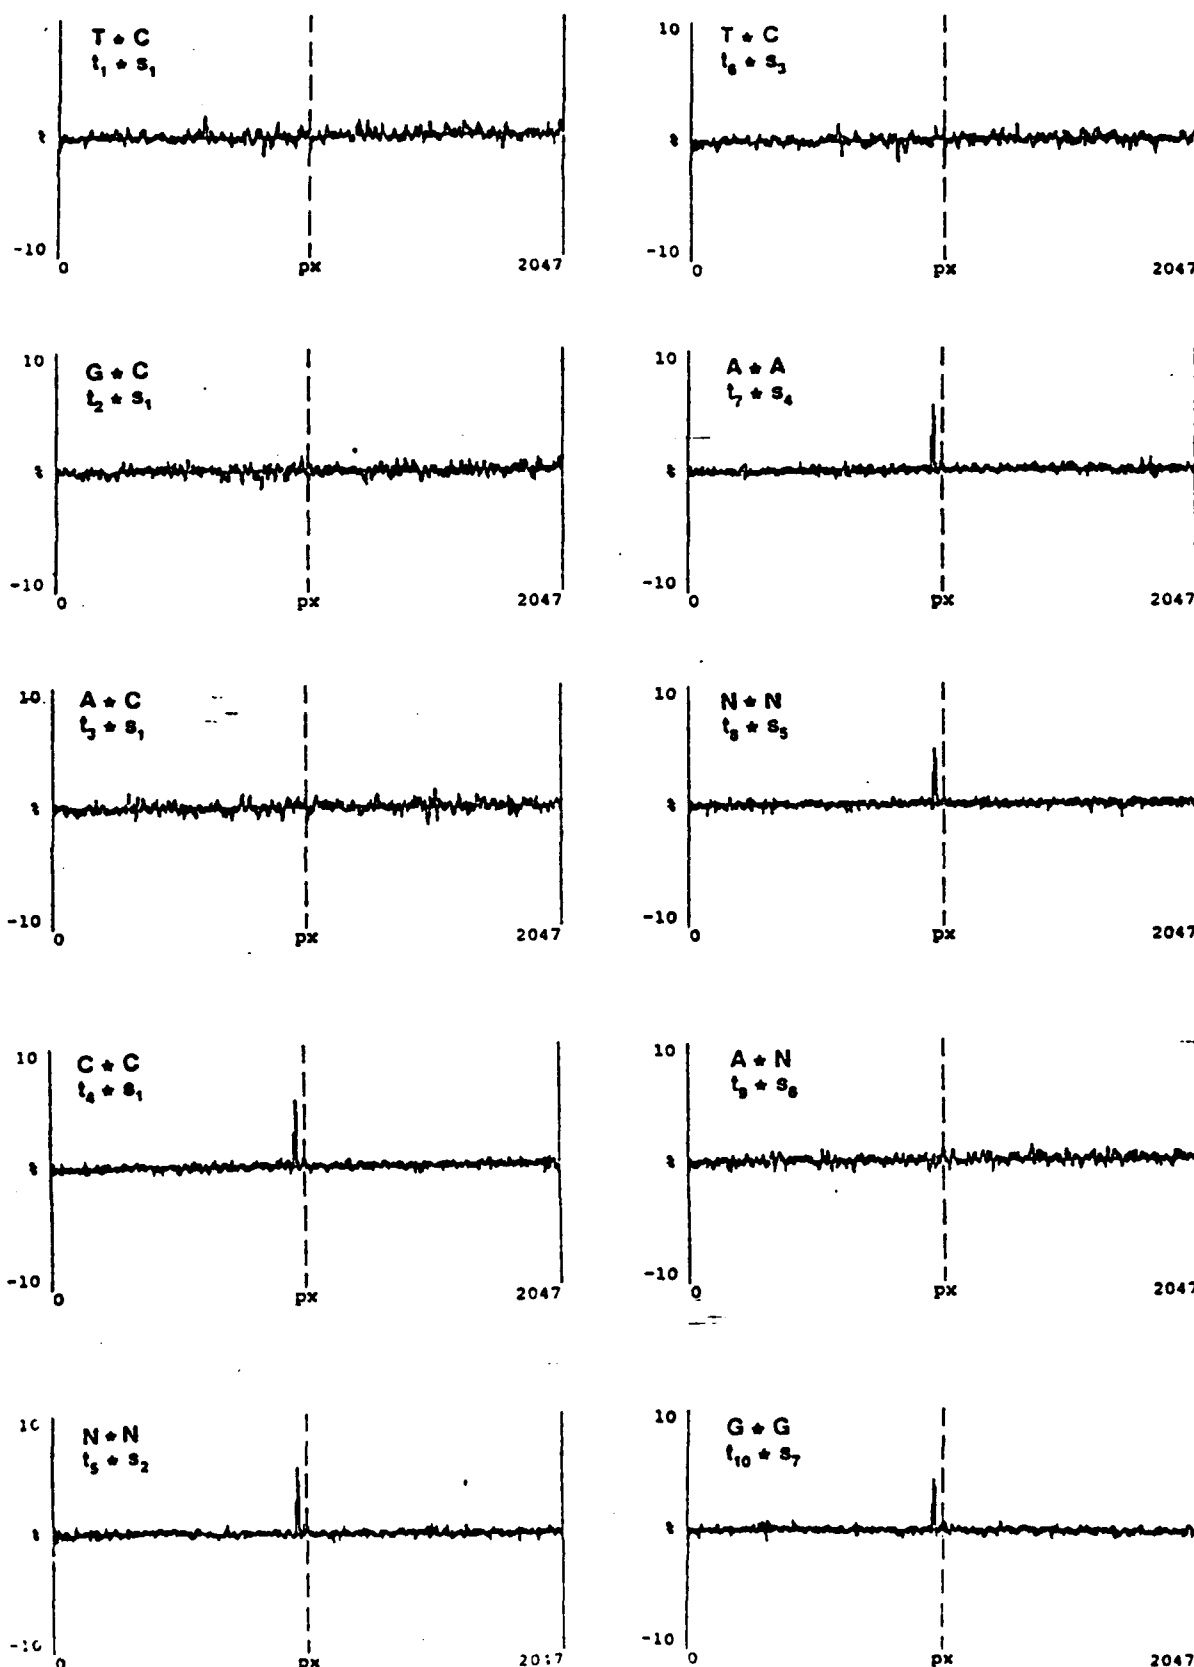 T * C
t₁ * s₁
%
-10
0 px 2047
10
G * C
t₂ * s₁
%
-10
0 px 2047
10
A * C
t₃ * s₁
%
-10
0 px 2047
10
C * C
t₄ * s₁
%
-10
0 px 2047
10
N * N
t₅ * s₂
%
-10
0 px 2047
10
T * C
t₆ * s₃
%
-10
0 px 2047
10
A * A
t₇ * s₄
%
-10
0 px 2047
10
N * N
t₈ * s₅
%
-10
0 px 2047
10
A * N
t₉ * s₆
%
-10
0 px 2047
10
G * G
t₁₀ * s₇
%
-10
0 px 2047